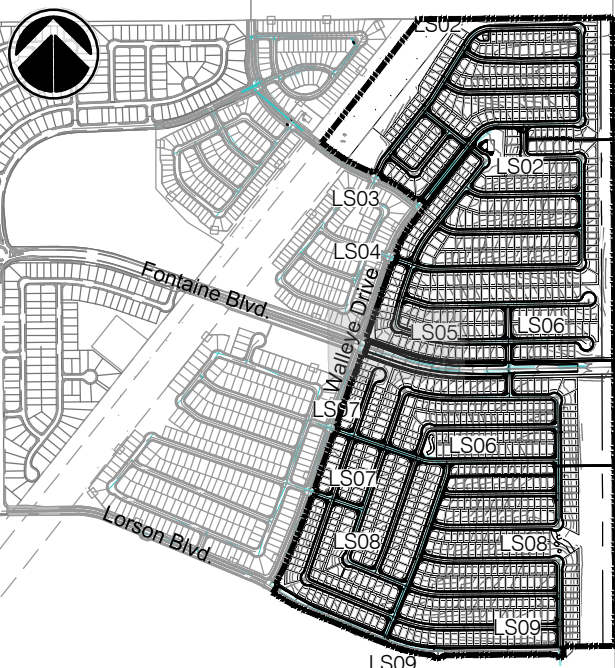 LS02
LS02
LS03
LS04
Fontaine Blvd.
Walleye Drive
LS05
LS06
LS07
LS06
LS07
LS08
LS08
Lorson Blvd.
LS09
LS09